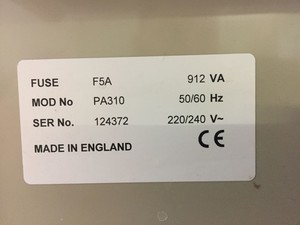 FUSE F5A 912 VA
MOD No PA310 50/60 Hz
SER No. 124372 220/240 V~
MADE IN ENGLAND CE